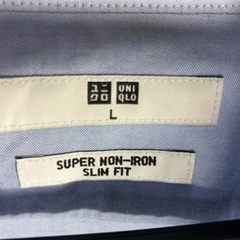 ユニ UNI
クロ QLO
L
SUPER NON-IRON
SLIM FIT